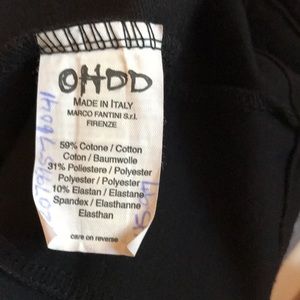 OHDD
MADE IN ITALY
MARCO FANTINI S.r.l.
FIRENZE
59% Cotone / Cotton
Coton / Baumwolle
31% Poliestere / Polyester
Polyester / Polyester
10% Elastan / Elastane
Spandex / Elasthanne
Elasthan
care on reverse